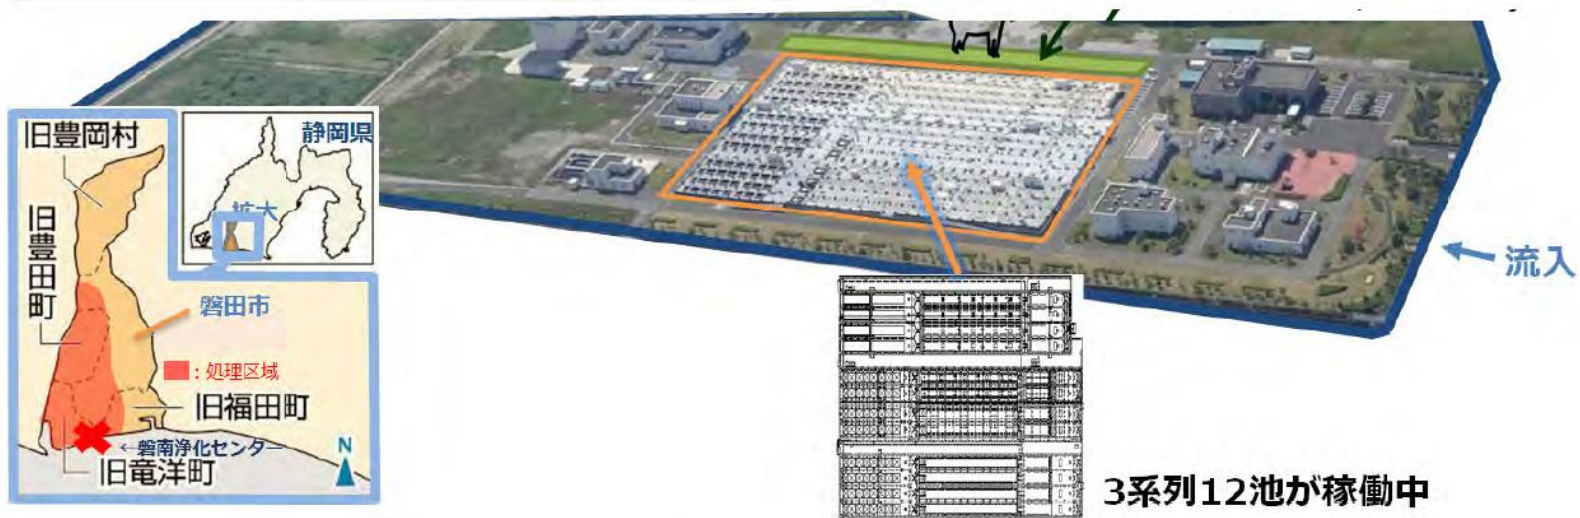 旧豊岡村
静岡県
拡大
旧豊田町
磐田市
：処理区域
旧福田町
←磐南浄化センター
旧竜洋町
N
流入
3系列12池が稼働中